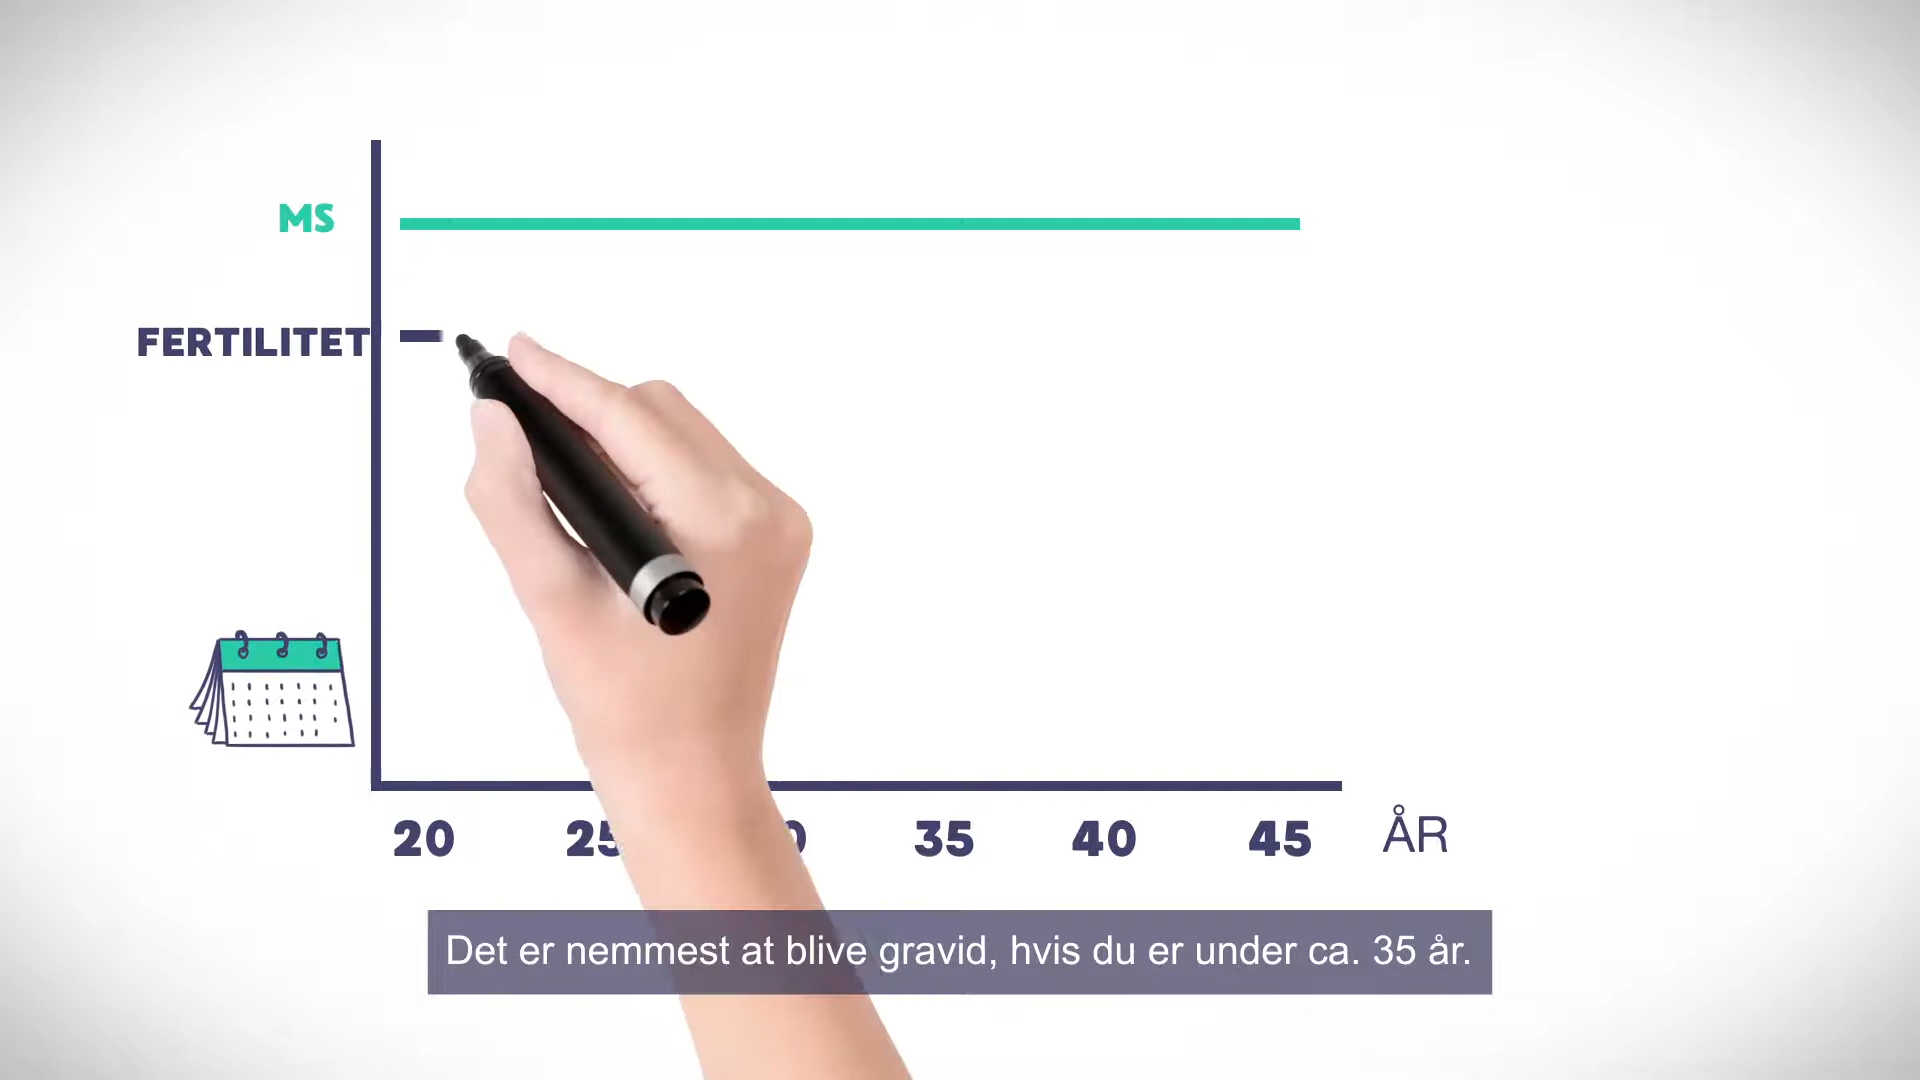 MS
FERTILITET
20 25 35 40 45 ÅR
Det er nemmest at blive gravid, hvis du er under ca. 35 år.